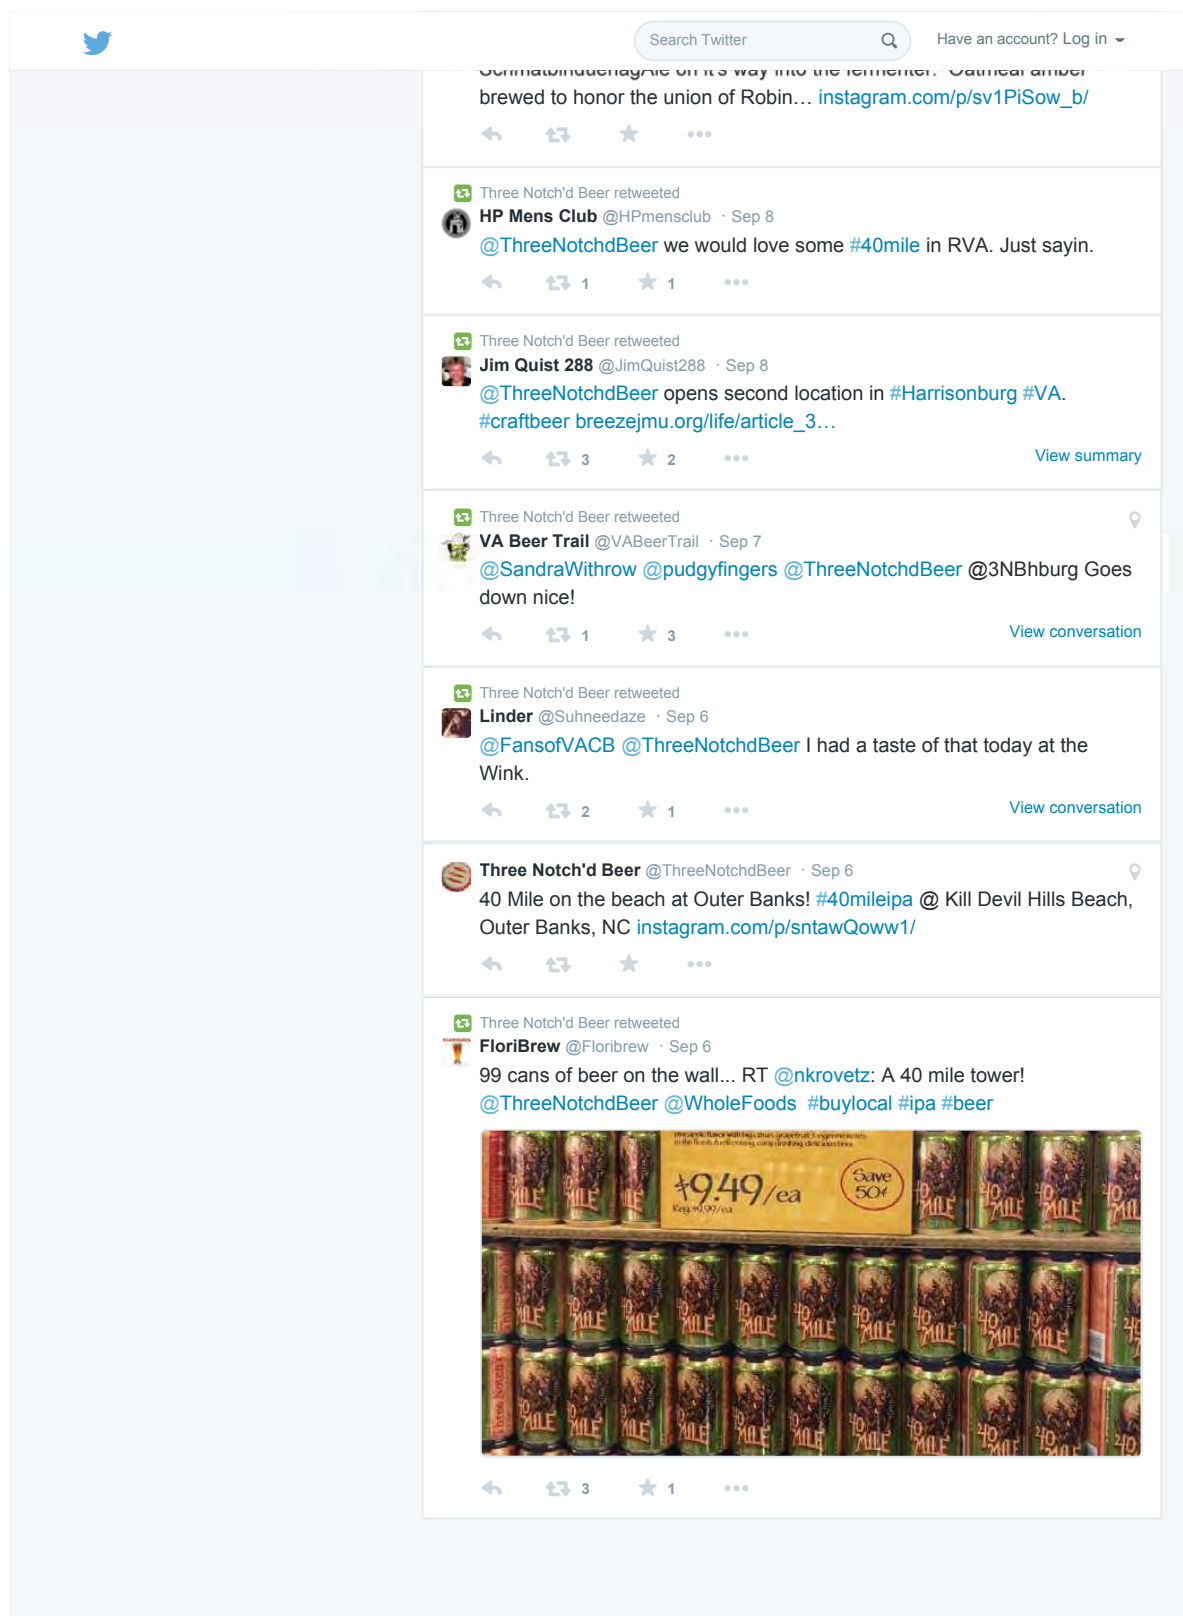 Search Twitter
Have an account? Log in
brewed to honor the union of Robin… instagram.com/p/sv1PiSow_b/
Three Notch'd Beer retweeted
HP Mens Club @HPmensclub · Sep 8
@ThreeNotchdBeer we would love some #40mile in RVA. Just sayin.
1 1
Three Notch'd Beer retweeted
Jim Quist 288 @JimQuist288 · Sep 8
@ThreeNotchdBeer opens second location in #Harrisonburg #VA.
#craftbeer breezejmu.org/life/article_3…
3 2 View summary
Three Notch'd Beer retweeted
VA Beer Trail @VABeerTrail · Sep 7
@SandraWithrow @pudgyfingers @ThreeNotchdBeer @3NBhburg Goes
down nice!
1 3 View conversation
Three Notch'd Beer retweeted
Linder @Suhneedaze · Sep 6
@FansofVACB @ThreeNotchdBeer I had a taste of that today at the
Wink.
2 1 View conversation
Three Notch'd Beer @ThreeNotchdBeer · Sep 6
40 Mile on the beach at Outer Banks! #40mileipa @ Kill Devil Hills Beach,
Outer Banks, NC instagram.com/p/sntawQoww1/
Three Notch'd Beer retweeted
FloriBrew @Floribrew · Sep 6
99 cans of beer on the wall... RT @nkrovetz: A 40 mile tower!
@ThreeNotchdBeer @WholeFoods #buylocal #ipa #beer
$9.49/ea
Save
50¢
Reg. $9.99/ea
40 MILE
3 1